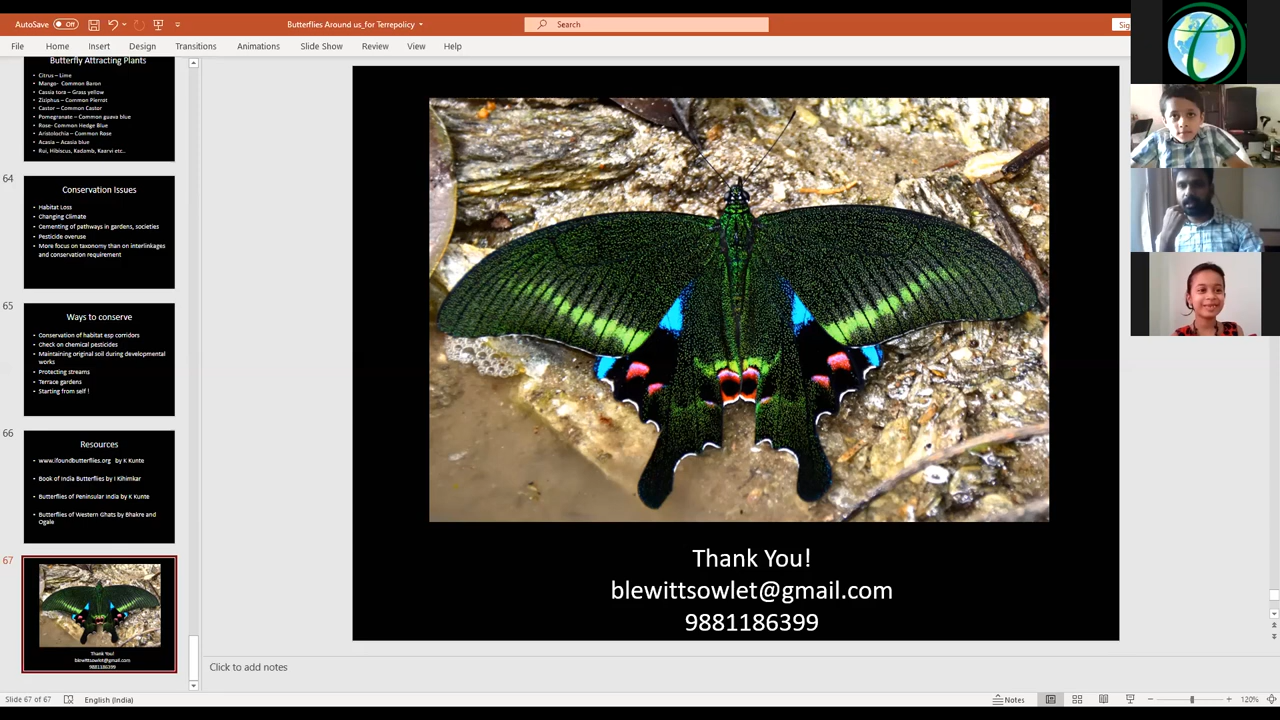 AutoSave Off
Butterflies Around us_for Terrepolicy
Search
File Home Insert Design Transitions Animations Slide Show Review View Help
Butterfly Attracting Plants
• Citrus – Lime
• Mango- Common Baron
• Cassia tora – Grass yellow
• Ziziphus – Common Pierrot
• Castor – Common Castor
• Pomegranate – Common guava blue
• Rose- Common Hedge Blue
• Aristolochia – Common Rose
• Acasia – Acasia blue
• Rui, Hibiscus, Kadamb, Kaarvi etc..
64
Conservation Issues
• Habitat Loss
• Changing Climate
• Cementing of pathways in gardens, societies
• Pesticide overuse
• More focus on taxonomy than on interlinkages
and conservation requirement
65
Ways to conserve
• Conservation of habitat esp corridors
• Check on chemical pesticides
• Maintaining original soil during developmental
works
• Protecting streams
• Terrace gardens
• Starting from self !
66
Resources
• www.ifoundbutterflies.org by K Kunte
• Book of India Butterflies by I Kihimkar
• Butterflies of Peninsular India by K Kunte
• Butterflies of Western Ghats by Bhakre and
Ogale
67
Thank You!
blewittsowlet@gmail.com
9881186399
Thank You!
blewittsowlet@gmail.com
9881186399
Click to add notes
Slide 67 of 67 English (India) Notes 120%